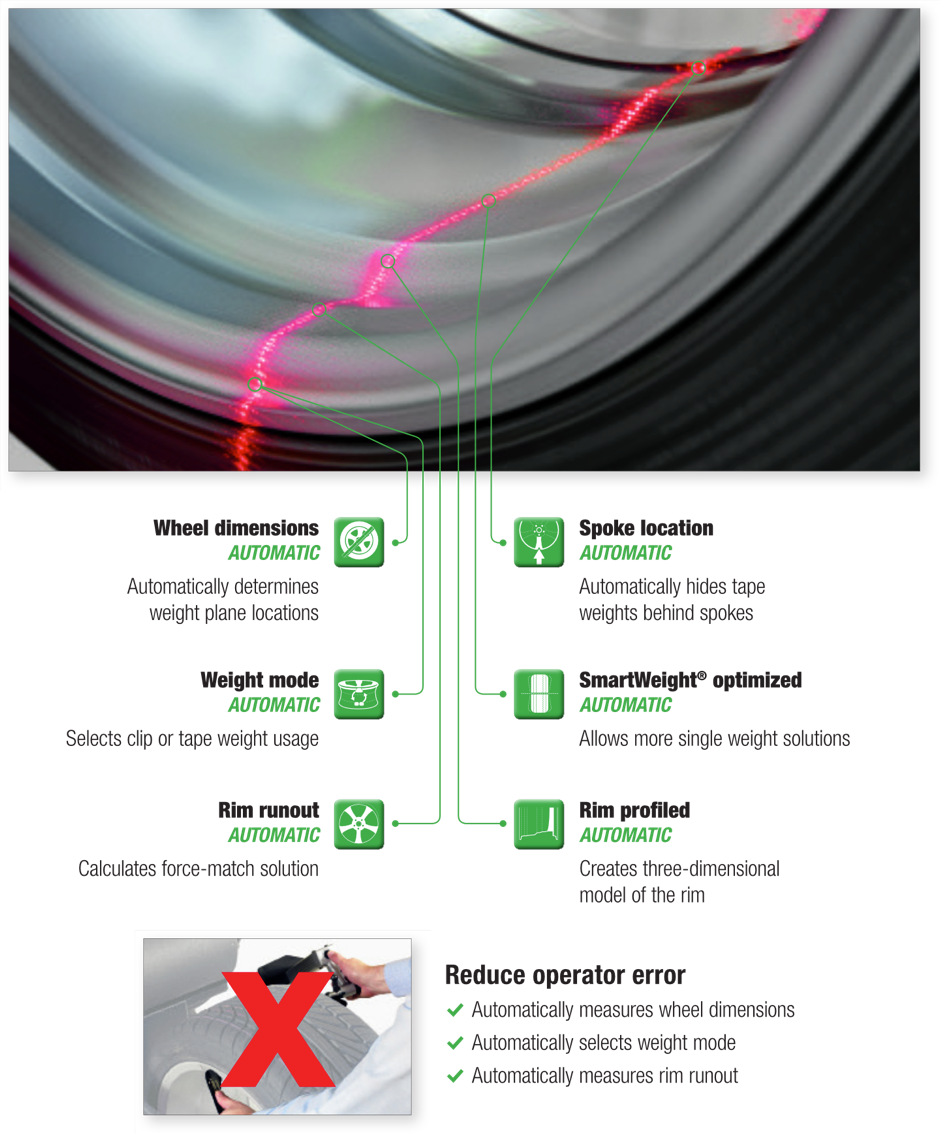 Wheel dimensions
AUTOMATIC
Automatically determines
weight plane locations
Weight mode
AUTOMATIC
Selects clip or tape weight usage
Rim runout
AUTOMATIC
Calculates force-match solution
Spoke location
AUTOMATIC
Automatically hides tape
weights behind spokes
SmartWeight® optimized
AUTOMATIC
Allows more single weight solutions
Rim profiled
AUTOMATIC
Creates three-dimensional
model of the rim
Reduce operator error
Automatically measures wheel dimensions
Automatically selects weight mode
Automatically measures rim runout